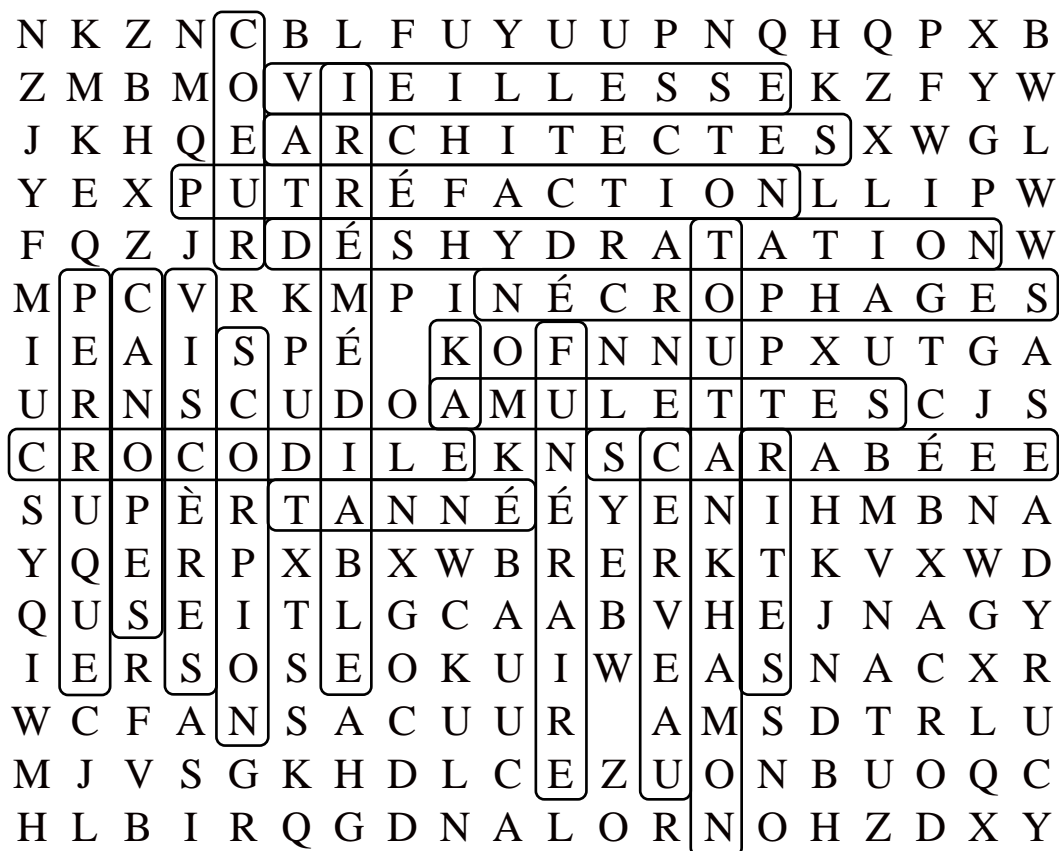 N K Z N C B L F U Y U U P N Q H Q P X B
Z M B M O V I E I L L E S S E K Z F Y W
J K H Q E A R C H I T E C T E S X W G L
Y E X P U T R É F A C T I O N L L I P W
F Q Z J R D É S H Y D R A T A T I O N W
M P C V R K M P I N É C R O P H A G E S
I E A I S P É K O F N N U P X U T G A
U R N S C U D O A M U L E T T E S C J S
C R O C O D I L E K N S C A R A B É E E
S U P È R T A N N É É Y E N I H M B N A
Y Q E R P X B X W B R E R K T K V X W D
Q U S E I T L G C A A B V H E J N A G Y
I E R S O S E O K U I W E A S N A C X R
W C F A N S A C U U R A M S D T R L U
M J V S G K H D L C E Z U O N B U O Q C
H L B I R Q G D N A L O R N O H Z D X Y